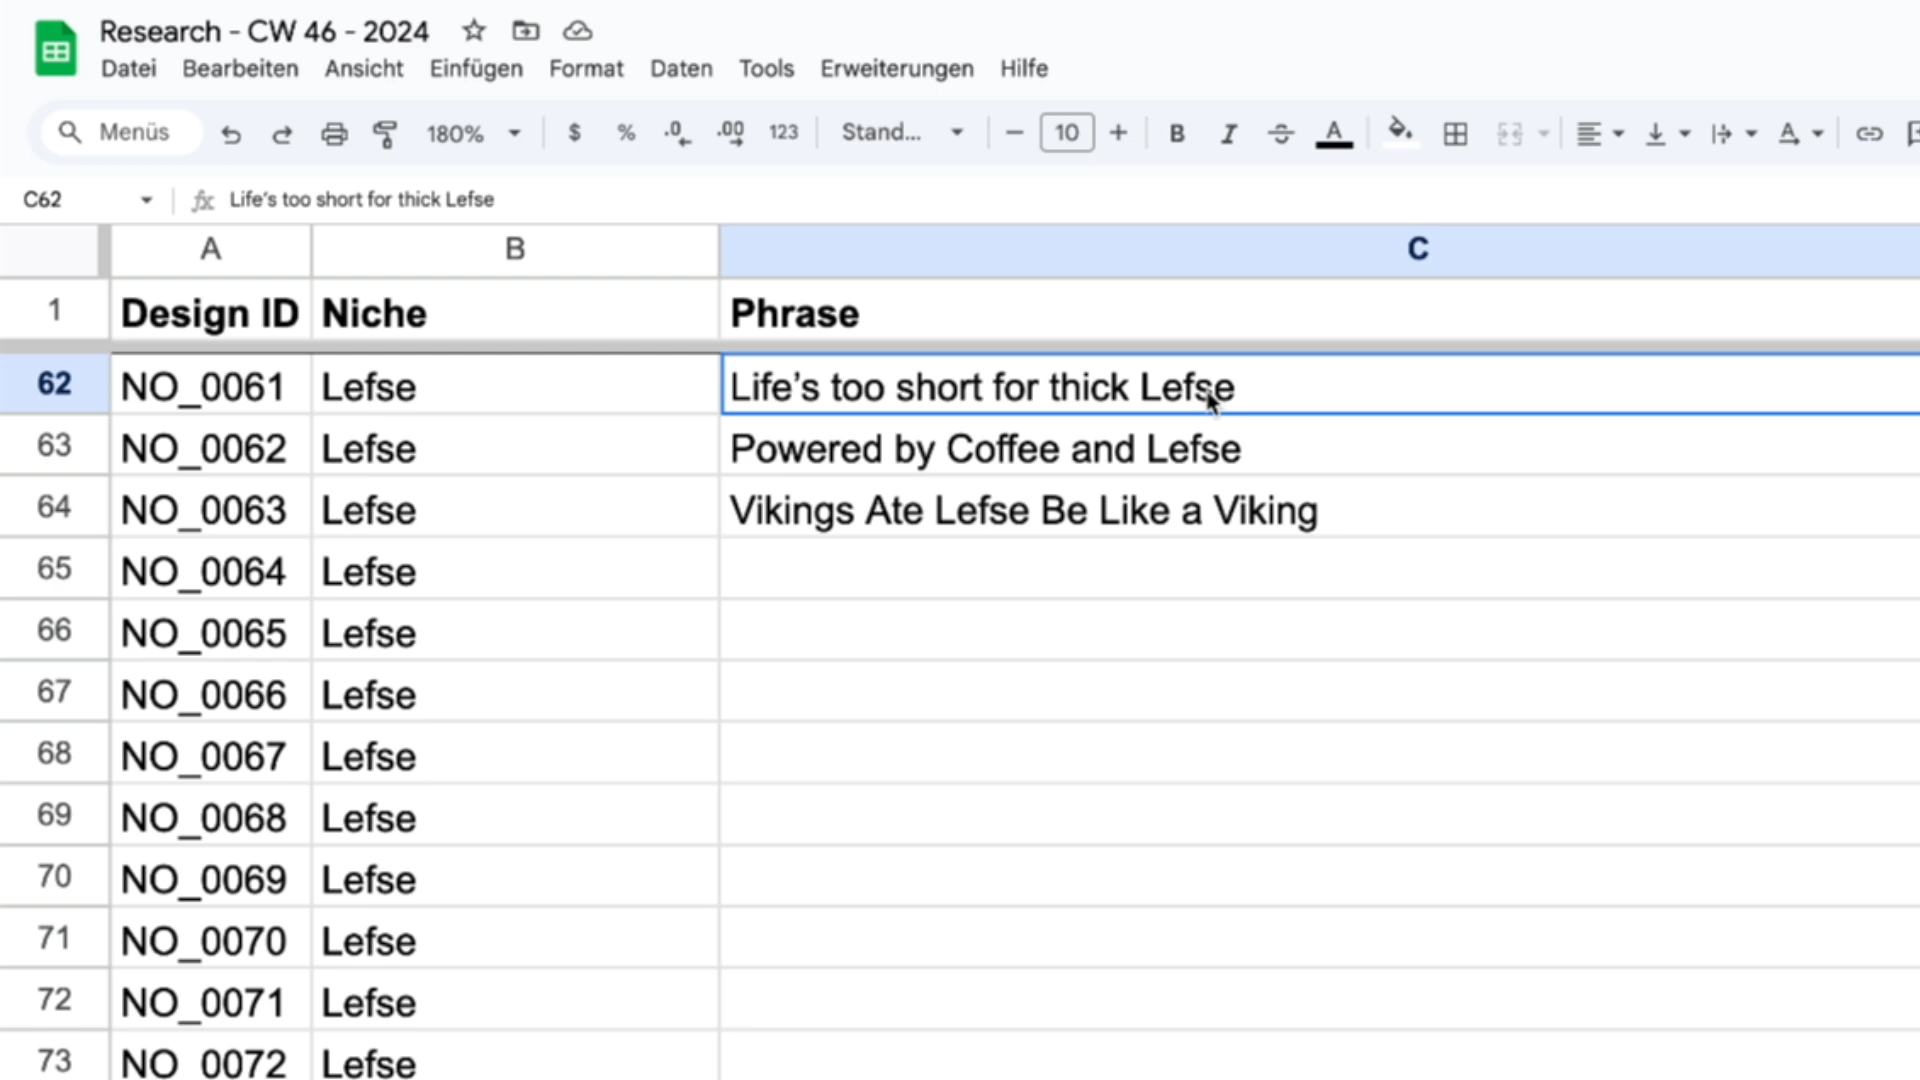 Research - CW 46 - 2024
Datei Bearbeiten Ansicht Einfügen Format Daten Tools Erweiterungen Hilfe
Menüs 180% $ % .0 .00 123 Stand... 10 B I S A A
C62 fx Life's too short for thick Lefse
A B C
1 Design ID Niche Phrase
62 NO_0061 Lefse Life's too short for thick Lefse
63 NO_0062 Lefse Powered by Coffee and Lefse
64 NO_0063 Lefse Vikings Ate Lefse Be Like a Viking
65 NO_0064 Lefse
66 NO_0065 Lefse
67 NO_0066 Lefse
68 NO_0067 Lefse
69 NO_0068 Lefse
70 NO_0069 Lefse
71 NO_0070 Lefse
72 NO_0071 Lefse
73 NO_0072 Lefse